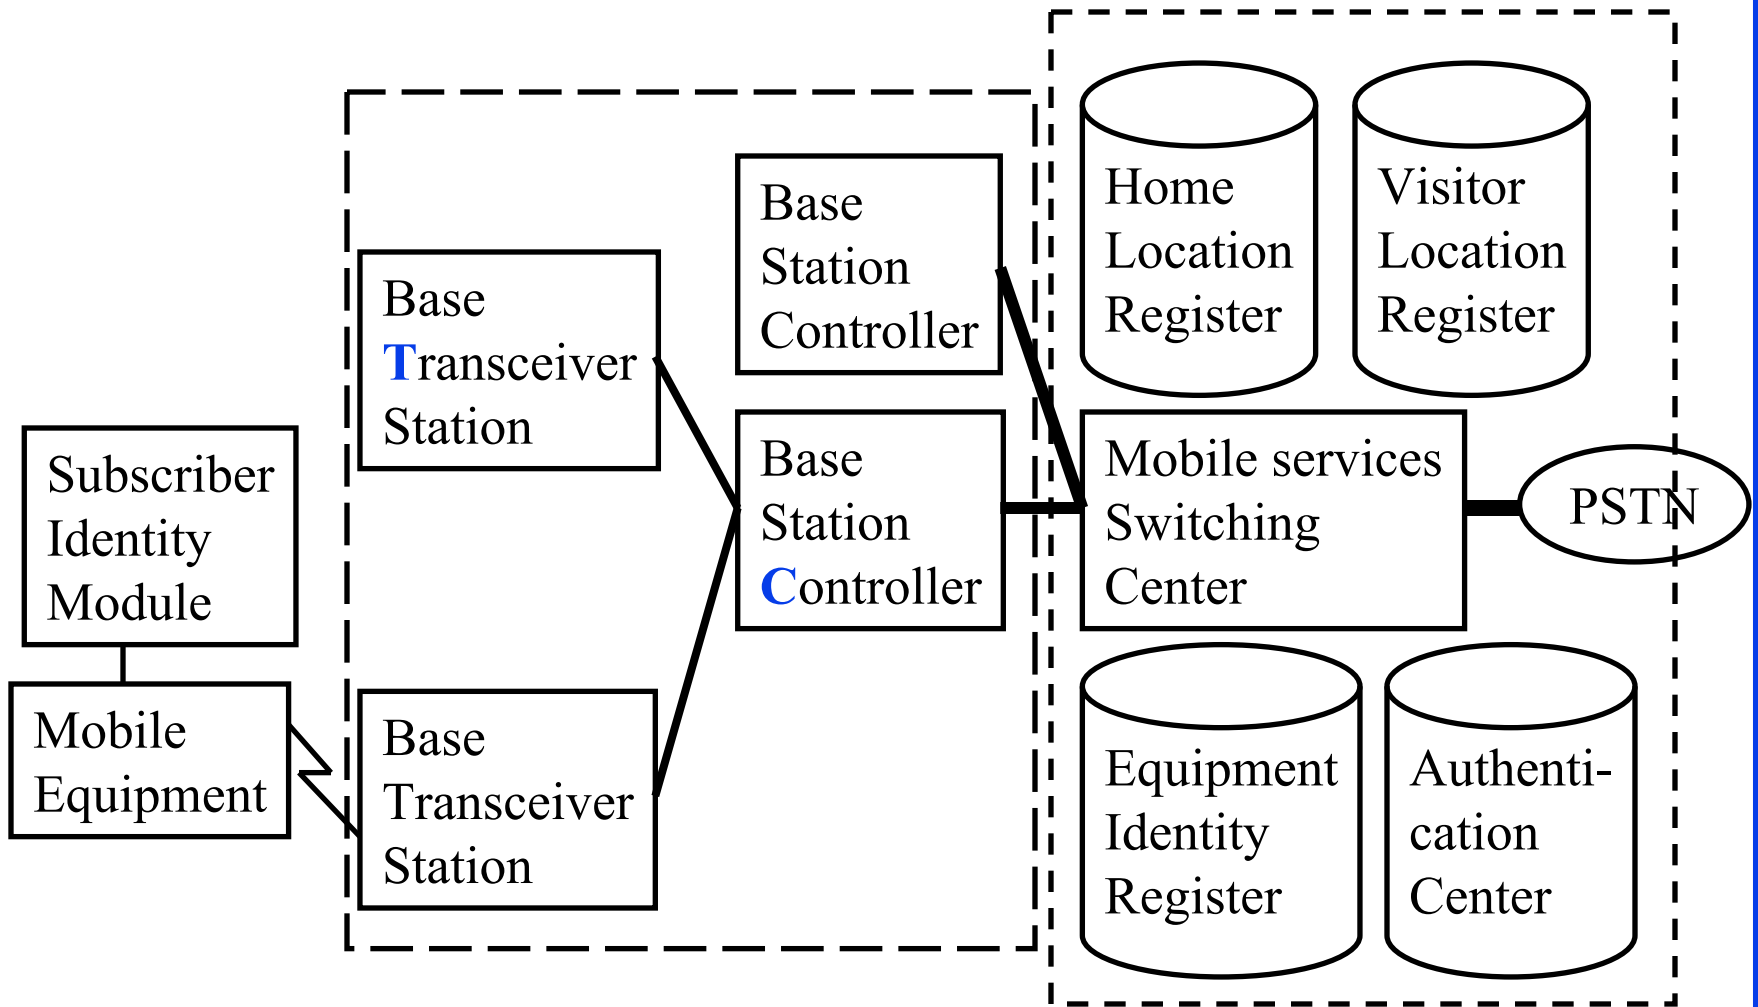 Subscriber
Identity
Module
Mobile
Equipment
Base
Transceiver
Station
Base
Transceiver
Station
Base
Station
Controller
Base
Station
Controller
Home
Location
Register
Visitor
Location
Register
Mobile services
Switching
Center
PSTN
Equipment
Identity
Register
Authenti-
cation
Center